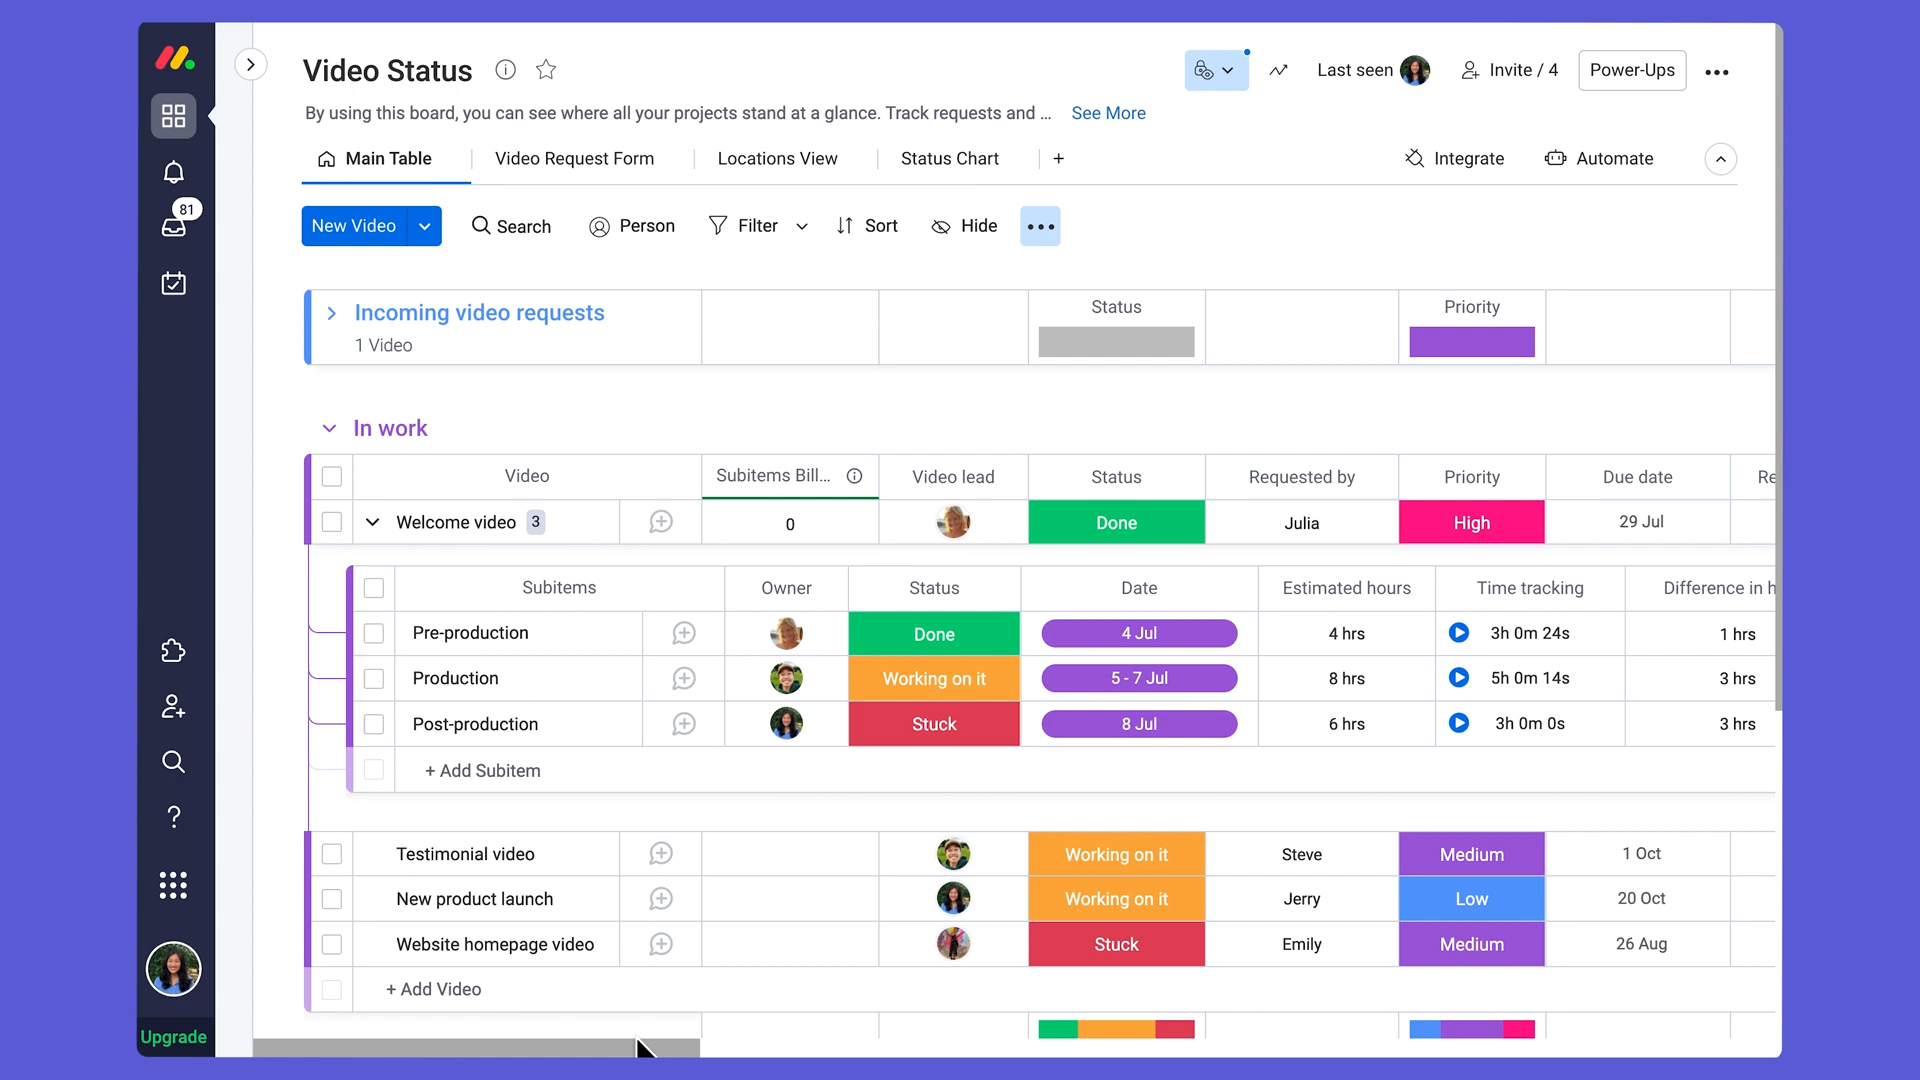 Video Status
Last seen
Invite / 4
Power-Ups
By using this board, you can see where all your projects stand at a glance. Track requests and ... See More
Main Table
Video Request Form
Locations View
Status Chart
+
Integrate
Automate
81
New Video
Search
Person
Filter
Sort
Hide
Incoming video requests
1 Video
Status
Priority
In work
Video
Subitems Bill...
Video lead
Status
Requested by
Priority
Due date
Re
Welcome video 3
0
Done
Julia
High
29 Jul
Subitems
Owner
Status
Date
Estimated hours
Time tracking
Difference in h
Pre-production
Done
4 Jul
4 hrs
3h 0m 24s
1 hrs
Production
Working on it
5 - 7 Jul
8 hrs
5h 0m 14s
3 hrs
Post-production
Stuck
8 Jul
6 hrs
3h 0m 0s
3 hrs
+ Add Subitem
Testimonial video
Working on it
Steve
Medium
1 Oct
New product launch
Working on it
Jerry
Low
20 Oct
Website homepage video
Stuck
Emily
Medium
26 Aug
+ Add Video
Upgrade